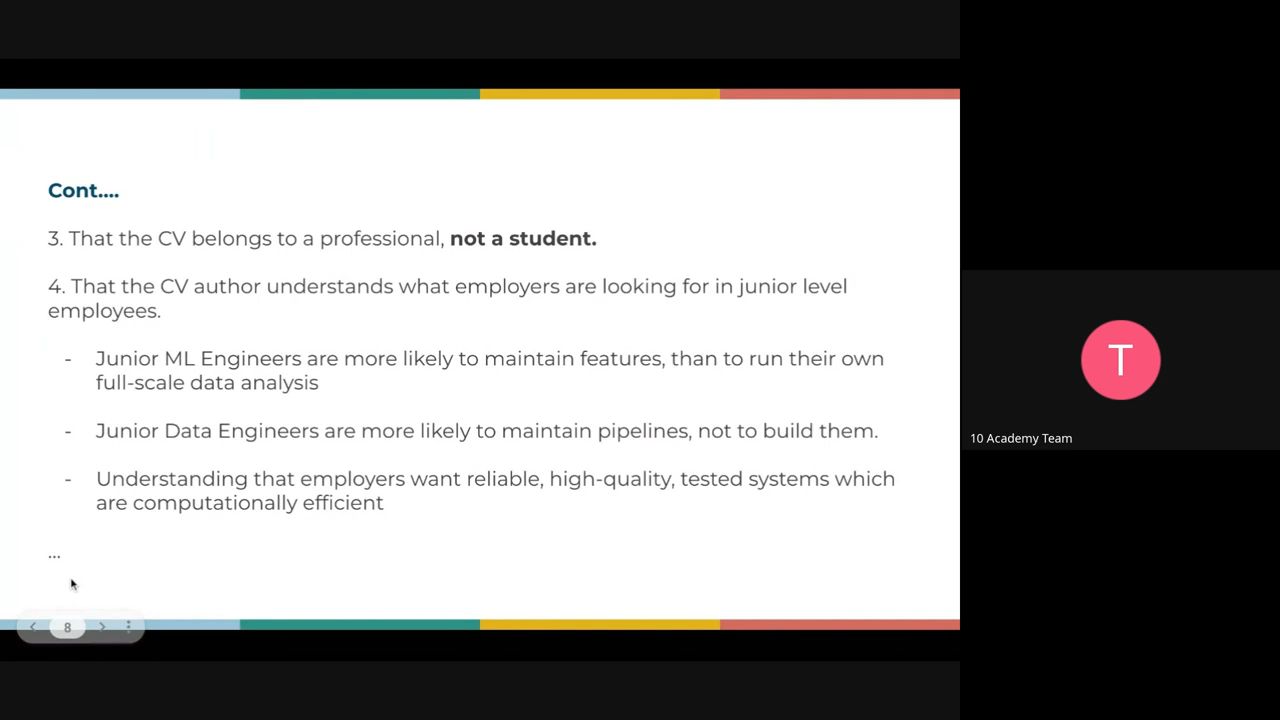 Cont....
3. That the CV belongs to a professional, not a student.
4. That the CV author understands what employers are looking for in junior level
employees.
- Junior ML Engineers are more likely to maintain features, than to run their own
full-scale data analysis
- Junior Data Engineers are more likely to maintain pipelines, not to build them.
- Understanding that employers want reliable, high-quality, tested systems which
are computationally efficient
...
8
T
10 Academy Team